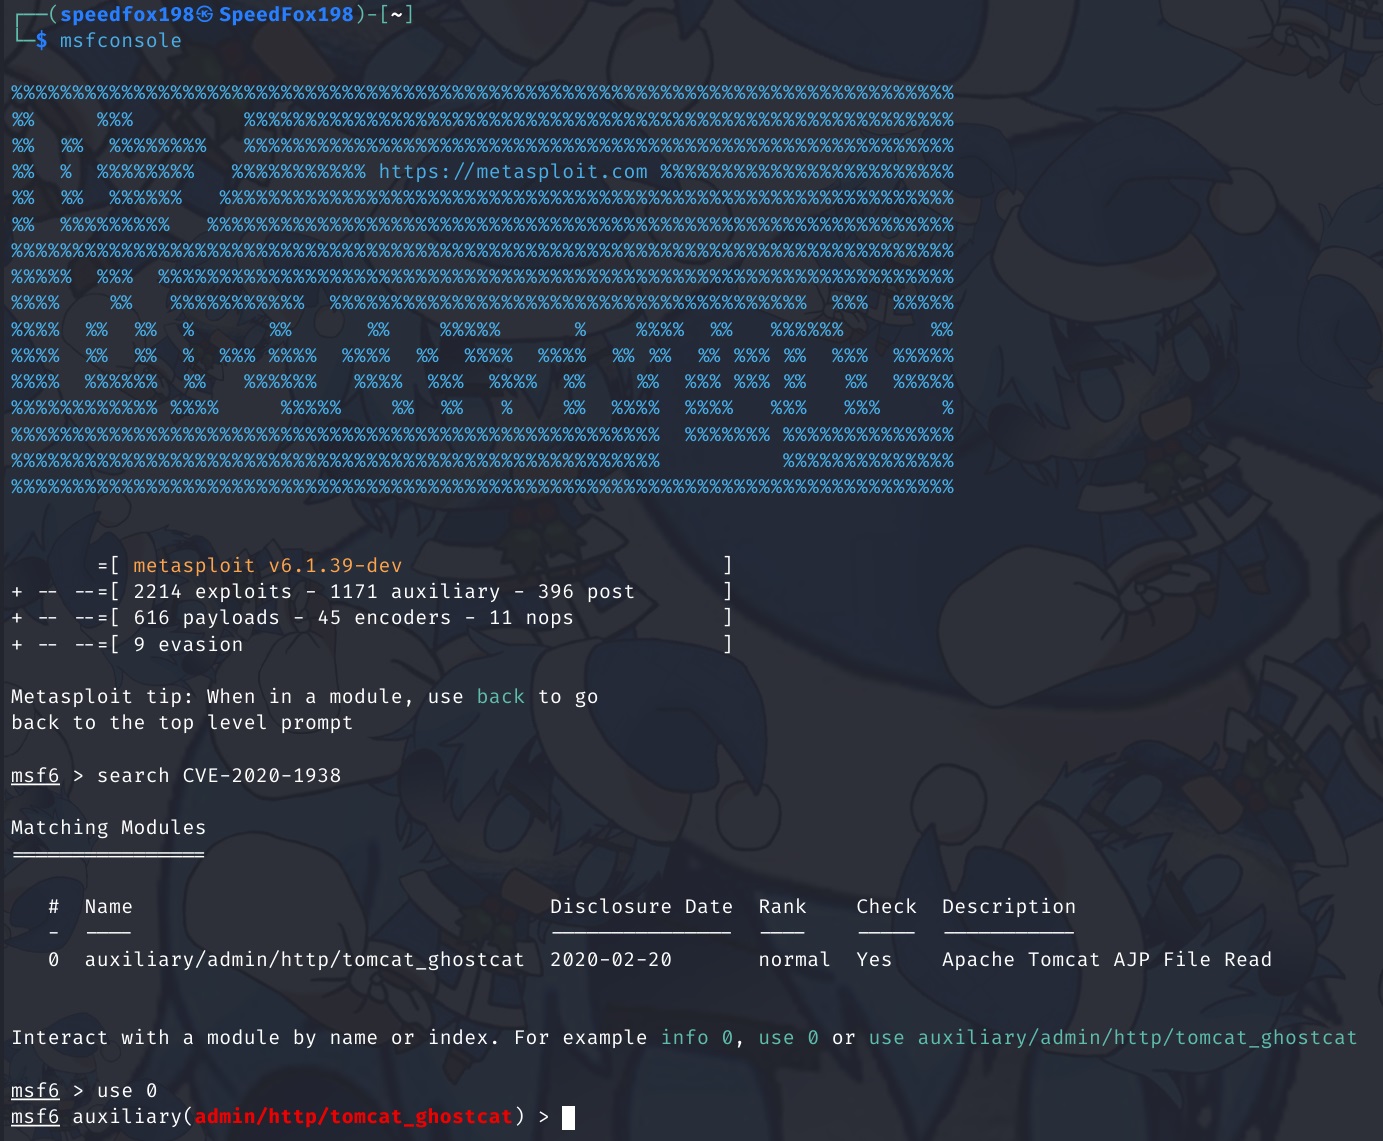 ┌──(speedfox198㉿SpeedFox198)-[~]
└─$ msfconsole
%%%%%%%%%%%%%%%%%%%%%%%%%%%%%%%%%%%%%%%%%%%%%%%%%%%%%%%%%%%%%%%%%%%%%%%%%%%%%%%
%%     %%%         %%%%%%%%%%%%%%%%%%%%%%%%%%%%%%%%%%%%%%%%%%%%%%%%%%%%%%%%%%
%%  %%  %%%%%%%%   %%%%%%%%%%%%%%%%%%%%%%%%%%%%%%%%%%%%%%%%%%%%%%%%%%%%%%%%%%
%%  %  %%%%%%%%   %%%%%%%%%%% https://metasploit.com %%%%%%%%%%%%%%%%%%%%%%%%
%%  %%  %%%%%%   %%%%%%%%%%%%%%%%%%%%%%%%%%%%%%%%%%%%%%%%%%%%%%%%%%%%%%%%%%%%
%%  %%%%%%%%%   %%%%%%%%%%%%%%%%%%%%%%%%%%%%%%%%%%%%%%%%%%%%%%%%%%%%%%%%%%%%%
%%%%%%%%%%%%%%%%%%%%%%%%%%%%%%%%%%%%%%%%%%%%%%%%%%%%%%%%%%%%%%%%%%%%%%%%%%%%%%%
%%%%%  %%%  %%%%%%%%%%%%%%%%%%%%%%%%%%%%%%%%%%%%%%%%%%%%%%%%%%%%%%%%%%%%%%%%%
%%%%    %%   %%%%%%%%%%%  %%%%%%%%%%%%%%%%%%%%%%%%%%%%%%%%%%%%%%%  %%%  %%%%%
%%%%  %%  %%  %      %%      %%    %%%%%      %    %%%%  %%   %%%%%%       %%
%%%%  %%  %%  %  %%% %%%%  %%%%  %%  %%%%  %%%%  %% %%  %% %%% %%  %%%  %%%%%
%%%%  %%%%%%  %%   %%%%%%   %%%%  %%%  %%%%  %%    %%  %%% %%% %%   %%  %%%%%
%%%%%%%%%%%% %%%%     %%%%%    %%  %%   %    %%  %%%%  %%%%   %%%   %%%     %
%%%%%%%%%%%%%%%%%%%%%%%%%%%%%%%%%%%%%%%%%%%%%%%%%%%%%  %%%%%%% %%%%%%%%%%%%%%
%%%%%%%%%%%%%%%%%%%%%%%%%%%%%%%%%%%%%%%%%%%%%%%%%%%%%          %%%%%%%%%%%%%%
%%%%%%%%%%%%%%%%%%%%%%%%%%%%%%%%%%%%%%%%%%%%%%%%%%%%%%%%%%%%%%%%%%%%%%%%%%%%%%%
=[ metasploit v6.1.39-dev ]
+ -- --=[ 2214 exploits - 1171 auxiliary - 396 post ]
+ -- --=[ 616 payloads - 45 encoders - 11 nops ]
+ -- --=[ 9 evasion ]
Metasploit tip: When in a module, use back to go
back to the top level prompt
msf6 > search CVE-2020-1938
Matching Modules
================
#  Name  Disclosure Date  Rank  Check  Description
-  ----  ---------------  ----  -----  -----------
0  auxiliary/admin/http/tomcat_ghostcat  2020-02-20  normal  Yes  Apache Tomcat AJP File Read
Interact with a module by name or index. For example info 0, use 0 or use auxiliary/admin/http/tomcat_ghostcat
msf6 > use 0
msf6 auxiliary(admin/http/tomcat_ghostcat) >